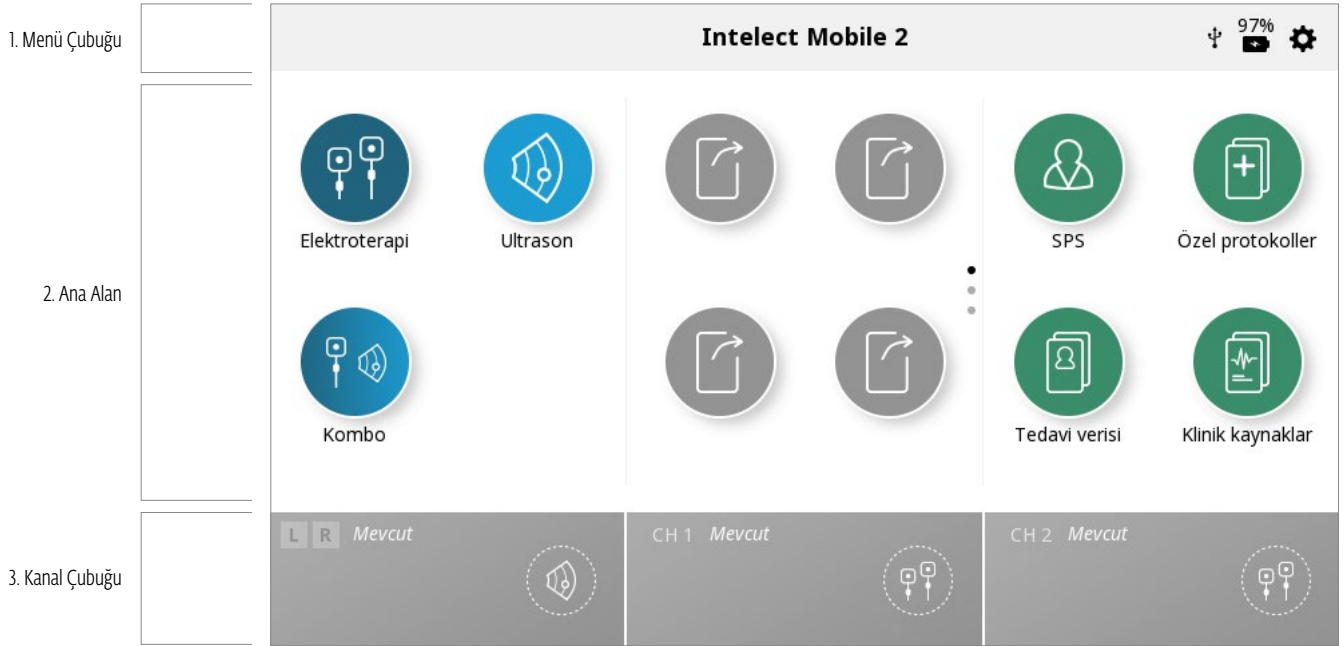 1. Menü Çubuğu
Intelect Mobile 2
97%
Elektroterapi
Ultrason
SPS
Özel protokoller
2. Ana Alan
Kombo
Tedavi verisi
Klinik kaynaklar
L R Mevcut
CH 1 Mevcut
CH 2 Mevcut
3. Kanal Çubuğu